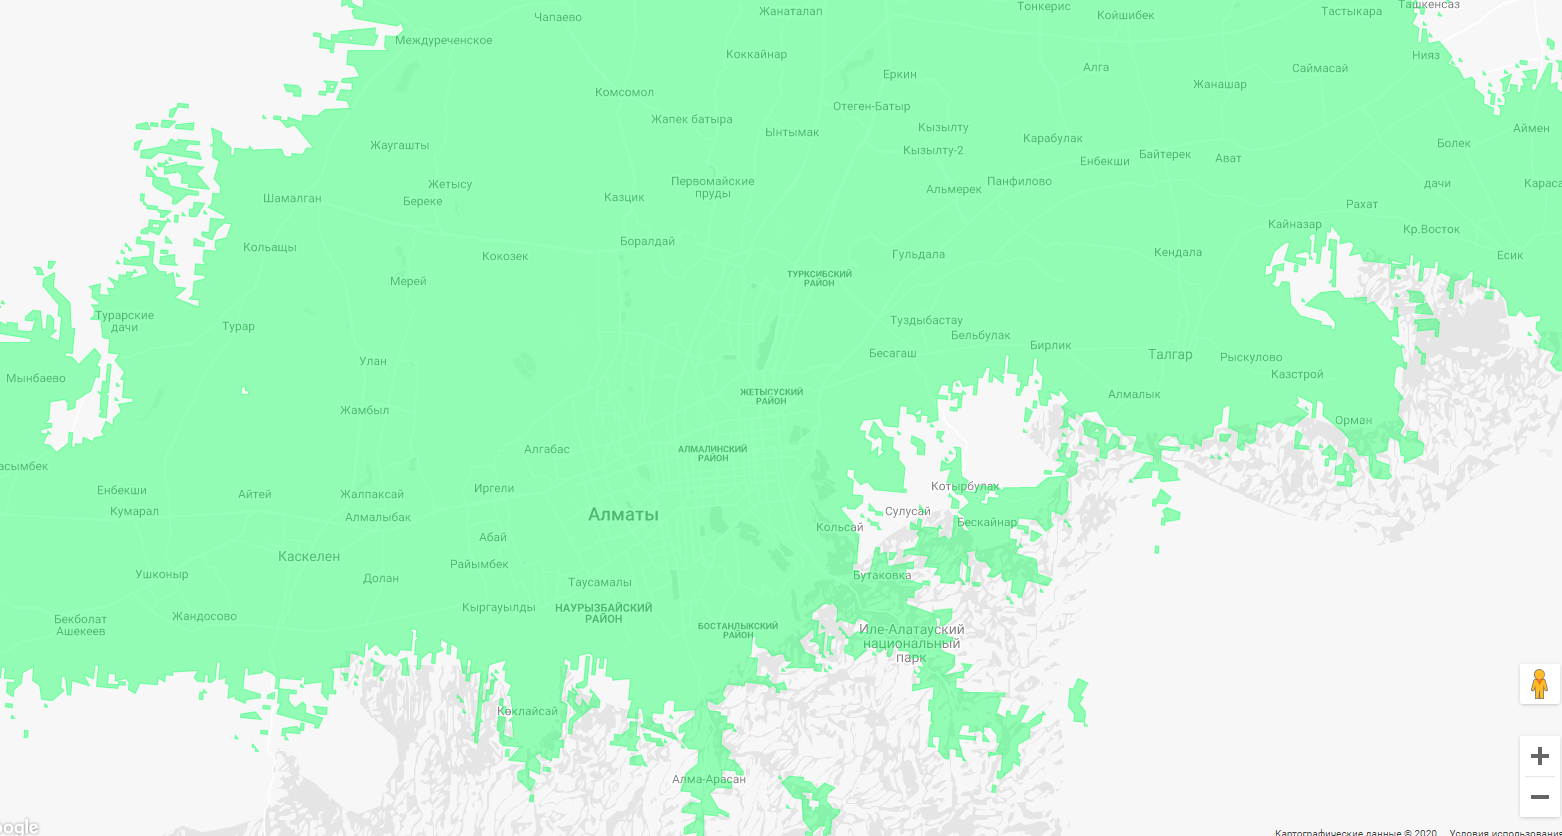 Ташкенсаз
Жанаталап
Тонкерис
Койшибек
Тастыкара
Чапаево
Междуреченское
Коккайнар
Нияз
Алга
Саймасай
Еркин
Жанашар
Комсомол
Отеген-Батыр
Жапек батыра
Ынтымак
Кызылту
Аймен
Карабулак
Болек
Жаугашты
Кызылту-2
Байтерек
Енбекши
Ават
Первомайские
пруды
Панфилово
Жетысу
Альмерек
дачи
Караса
Казцик
Шамалган
Береке
Рахат
Кайназар
Кр.Восток
Боралдай
Кольащы
Кокозек
Гульдала
Кендала
Есик
ТУРКСИБСКИЙ
РАЙОН
Мерей
Турарские
дачи
Турар
Туздыбастау
Бельбулак
Бирлик
Бесагаш
Талгар
Рыскулово
Улан
Казстрой
Мынбаево
ЖЕТЫСУСКИЙ
РАЙОН
Алмалык
Жамбыл
Орман
Алгабас
АЛМАЛИНСКИЙ
РАЙОН
асымбек
Енбекши
Айтей
Жалпаксай
Иргели
Котырбулак
Кумарал
Алмалыбак
Алматы
Сулусай
Кольсай
Бескайнар
Абай
Каскелен
Райымбек
Ушконыр
Долан
Таусамалы
Бутаковка
Кыргауылды
НАУРЫЗБАЙСКИЙ
РАЙОН
Жандосово
Бекболат
Ашекеев
БОСТАНДЫКСКИЙ
РАЙОН
Иле-Алатауский
национальный
парк
Көклайсай
Алма-Арасан
oogle
Картографические данные © 2020
Условия использования